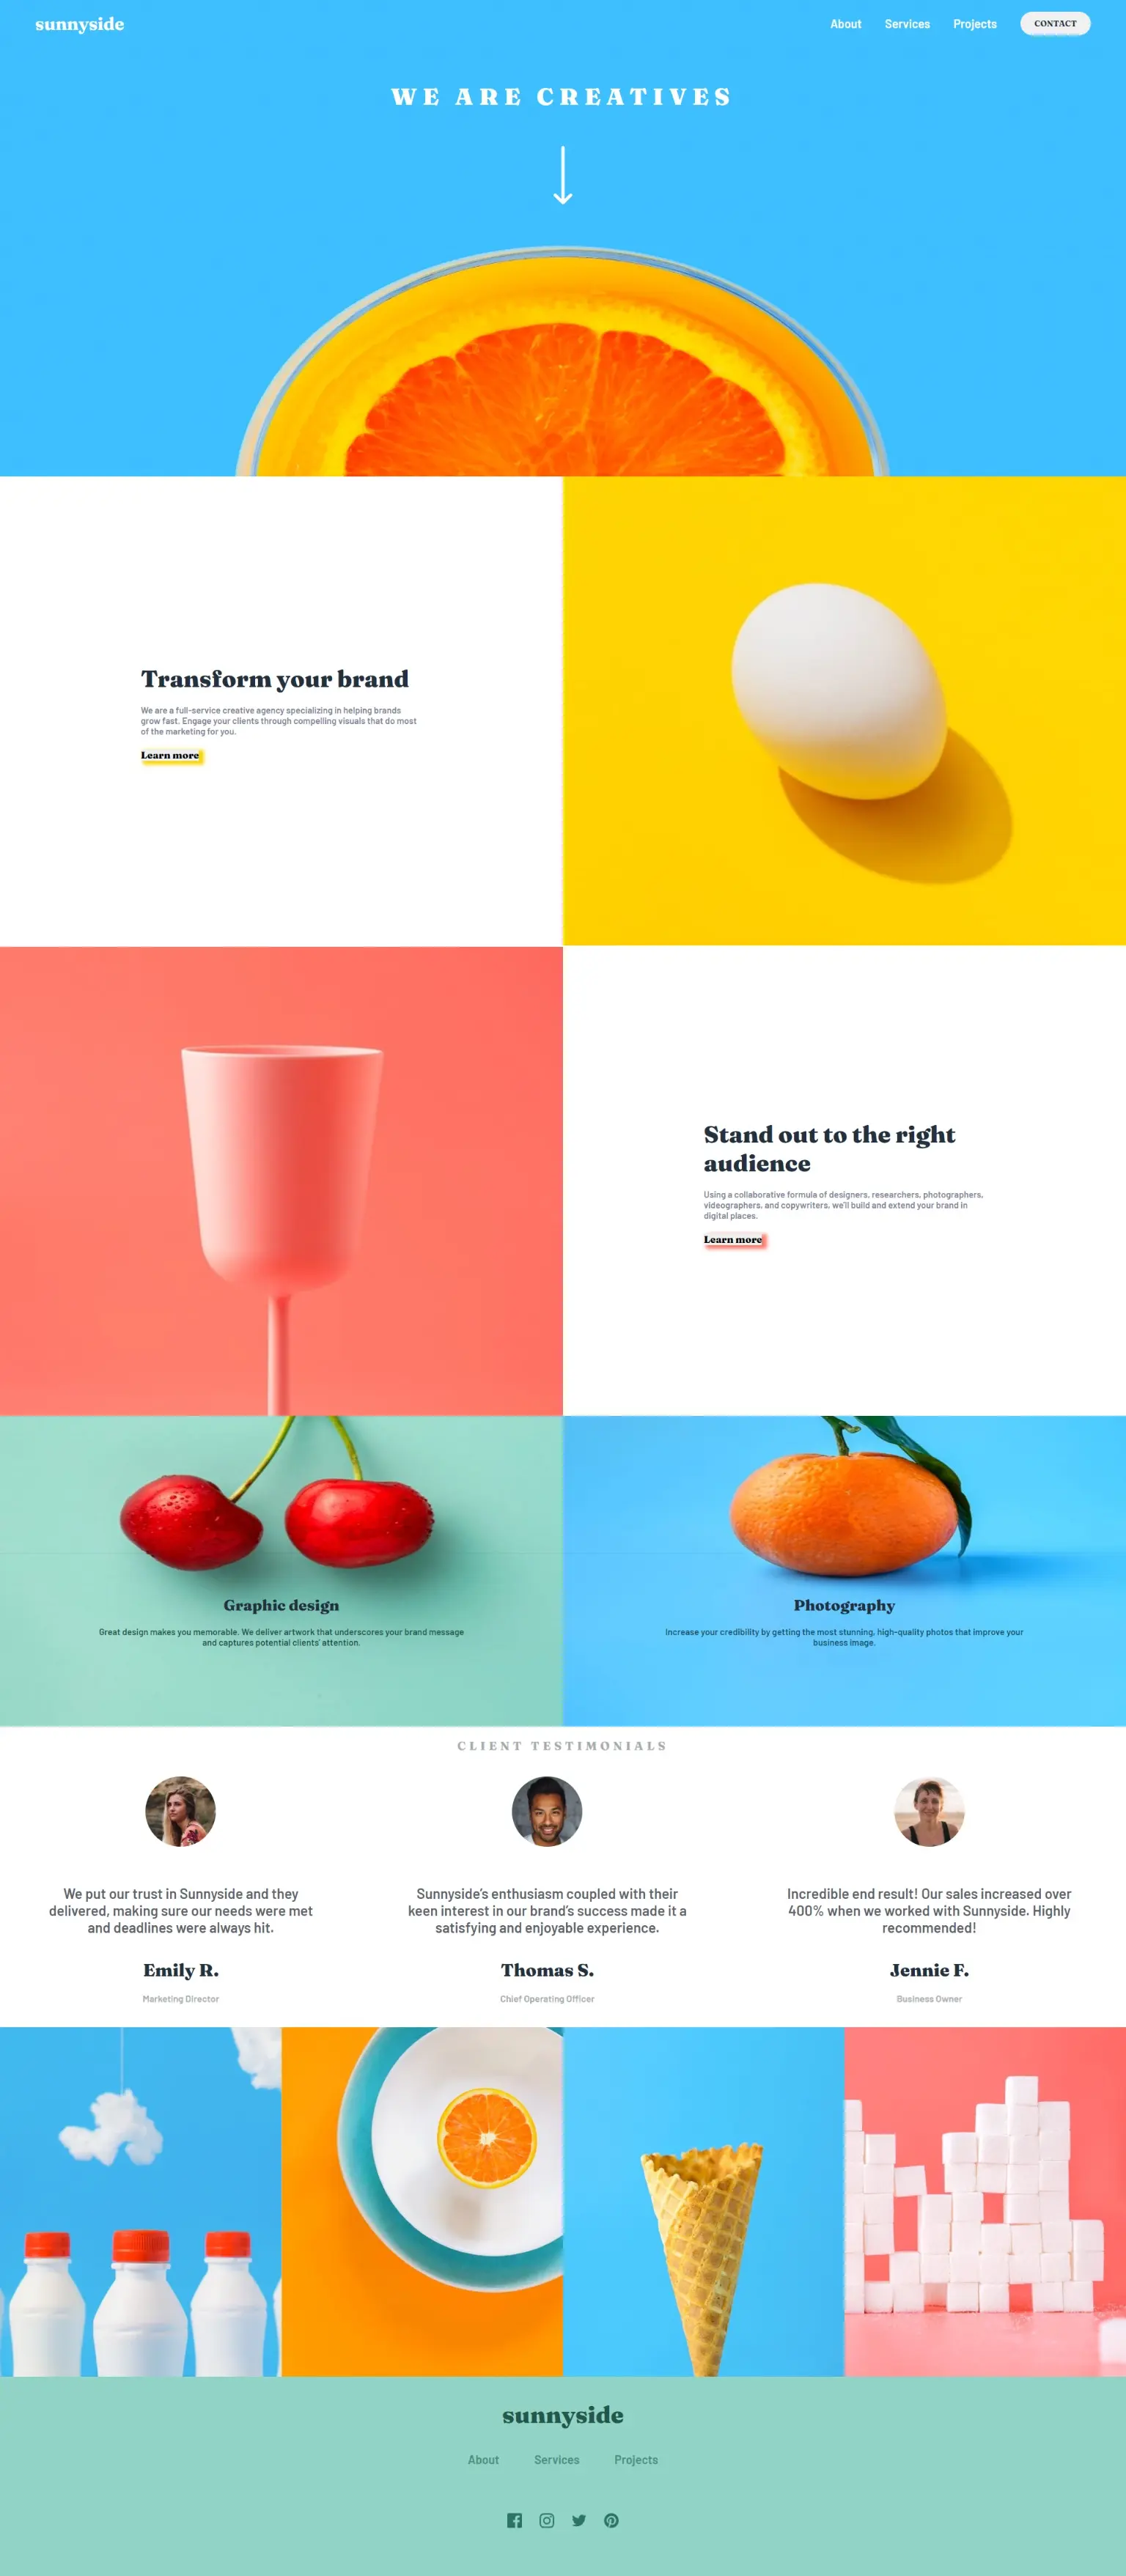 sunnyside
About Services Projects CONTACT
WE ARE CREATIVES
Transform your brand
We are a full-service creative agency specializing in helping brands
grow fast. Engage your clients through compelling visuals that do most
of the marketing for you.
Learn more
Stand out to the right
audience
Using a collaborative formula of designers, researchers, photographers,
videographers, and copywriters, we'll build and extend your brand in
digital places.
Learn more
Graphic design
Great design makes you memorable. We deliver artwork that underscores your brand message
and captures potential clients' attention.
Photography
Increase your credibility by getting the most stunning, high-quality photos that improve your
business image.
CLIENT TESTIMONIALS
We put our trust in Sunnyside and they
delivered, making sure our needs were met
and deadlines were always hit.
Emily R.
Marketing Director
Sunnyside's enthusiasm coupled with their
keen interest in our brand's success made it a
satisfying and enjoyable experience.
Thomas S.
Chief Operating Officer
Incredible end result! Our sales increased over
400% when we worked with Sunnyside. Highly
recommended!
Jennie F.
Business Owner
sunnyside
About Services Projects